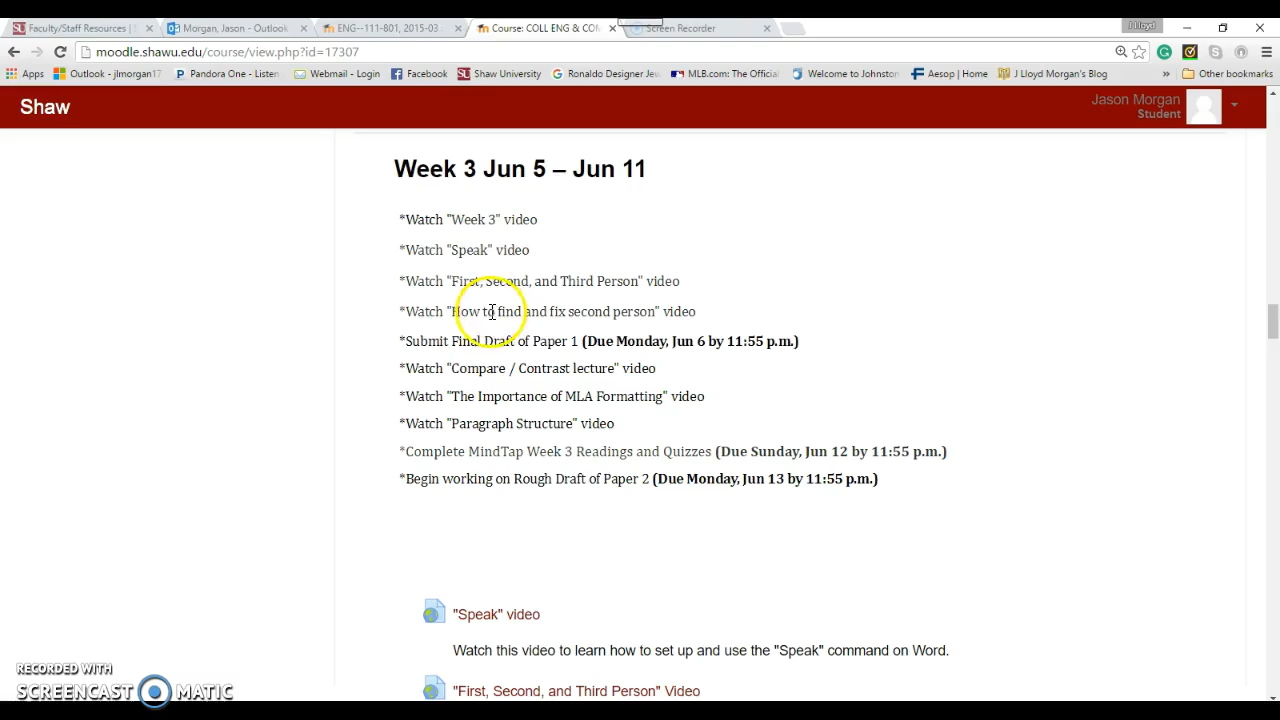 Faculty/Staff Resources |
Morgan, Jason - Outlook
ENG--111-801, 2015-03
Course: COLL ENG & CO
Screen Recorder
J Lloyd
moodle.shawu.edu/course/view.php?id=17307
Apps
Outlook - jlmorgan17
Pandora One - Listen
Webmail - Login
Facebook
Shaw University
Ronaldo Designer Je
MLB.com: The Official
Welcome to Johnston
Aesop | Home
J Lloyd Morgan's Blog
»
Other bookmarks
Shaw
Jason Morgan
Student
Week 3 Jun 5 – Jun 11
*Watch "Week 3" video
*Watch "Speak" video
*Watch "First, Second, and Third Person" video
*Watch "How to find and fix second person" video
*Submit Final Draft of Paper 1 (Due Monday, Jun 6 by 11:55 p.m.)
*Watch "Compare / Contrast lecture" video
*Watch "The Importance of MLA Formatting" video
*Watch "Paragraph Structure" video
*Complete MindTap Week 3 Readings and Quizzes (Due Sunday, Jun 12 by 11:55 p.m.)
*Begin working on Rough Draft of Paper 2 (Due Monday, Jun 13 by 11:55 p.m.)
"Speak" video
Watch this video to learn how to set up and use the "Speak" command on Word.
"First, Second, and Third Person" Video
RECORDED WITH
SCREENCAST MATIC